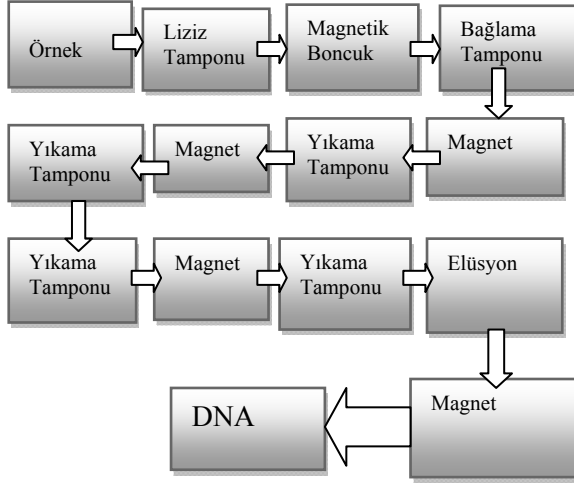 Örnek
Liziz
Tamponu
Magnetik
Boncuk
Bağlama
Tamponu
Magnet
Yıkama
Tamponu
Magnet
Yıkama
Tamponu
Yıkama
Tamponu
Magnet
Yıkama
Tamponu
Elüsyon
Magnet
DNA